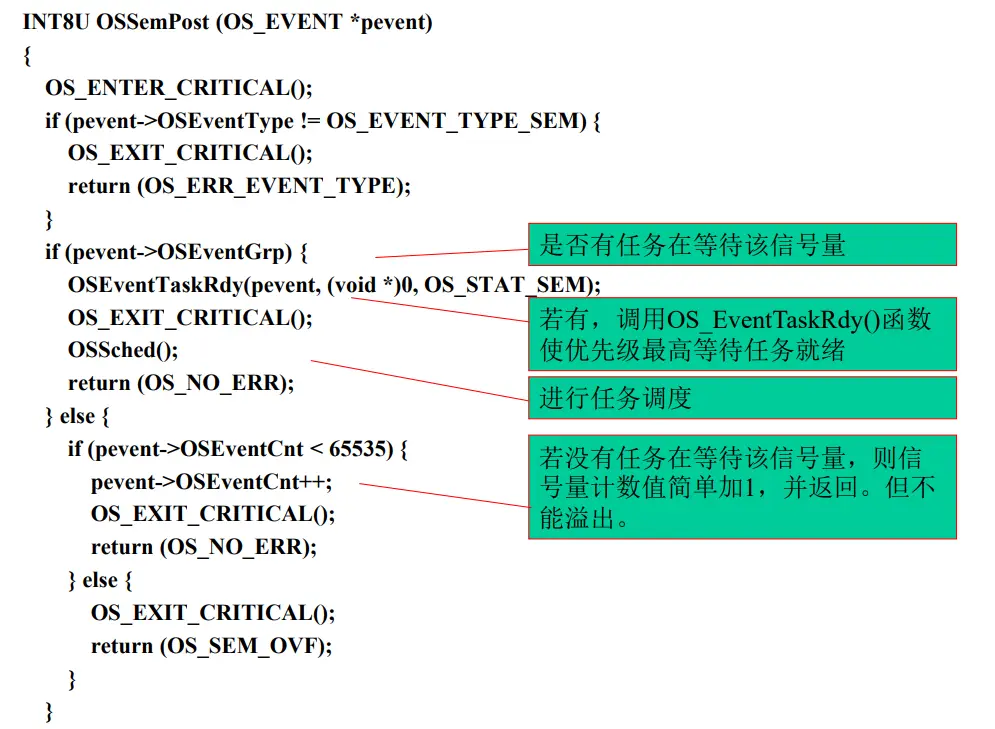 INT8U OSSemPost (OS_EVENT *pevent)
{
OS_ENTER_CRITICAL();
if (pevent->OSEventType != OS_EVENT_TYPE_SEM) {
OS_EXIT_CRITICAL();
return (OS_ERR_EVENT_TYPE);
}
if (pevent->OSEventGrp) {
是否有任务在等待该信号量
OSEventTaskRdy(pevent, (void *)0, OS_STAT_SEM);
OS_EXIT_CRITICAL();
若有，调用OS_EventTaskRdy()函数
使优先级最高等待任务就绪
OSSched();
return (OS_NO_ERR);
进行任务调度
} else {
if (pevent->OSEventCnt < 65535) {
pevent->OSEventCnt++;
若没有任务在等待该信号量，则信
号量计数值简单加1，并返回。但不
能溢出。
OS_EXIT_CRITICAL();
return (OS_NO_ERR);
} else {
OS_EXIT_CRITICAL();
return (OS_SEM_OVF);
}
}